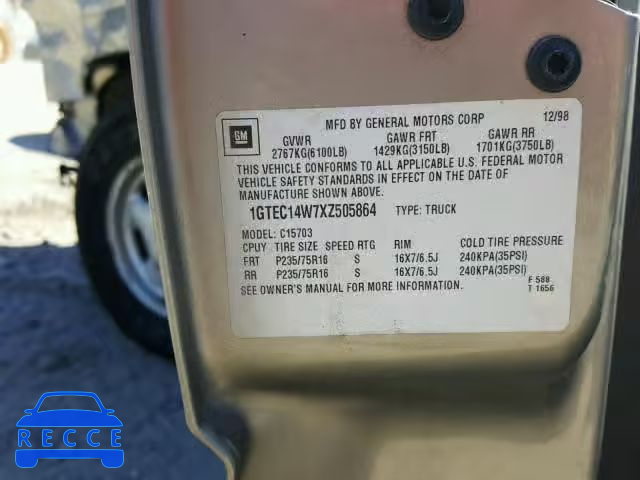 MFD BY GENERAL MOTORS CORP 12/98
GM
GVWR GAWR FRT GAWR RR
2767KG(6100LB) 1429KG(3150LB) 1701KG(3750LB)
THIS VEHICLE CONFORMS TO ALL APPLICABLE U.S. FEDERAL MOTOR
VEHICLE SAFETY STANDARDS IN EFFECT ON THE DATE OF
MANUFACTURE SHOWN ABOVE.
1GTEC14W7XZ505864 TYPE: TRUCK
MODEL: C15703
CPUY TIRE SIZE SPEED RTG RIM COLD TIRE PRESSURE
FRT P235/75R16 S 16X7/6.5J 240KPA(35PSI)
RR P235/75R16 S 16X7/6.5J 240KPA(35PSI)
SEE OWNER'S MANUAL FOR MORE INFORMATION.
F 588
T 1656
RECCE